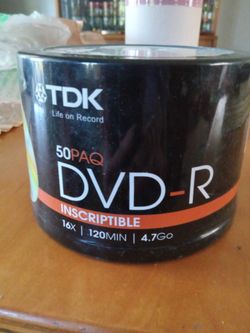 TDK
Life on Record
50PAQ
DVD-R
INSCRIPTIBLE
16X | 120MIN | 4.7Go